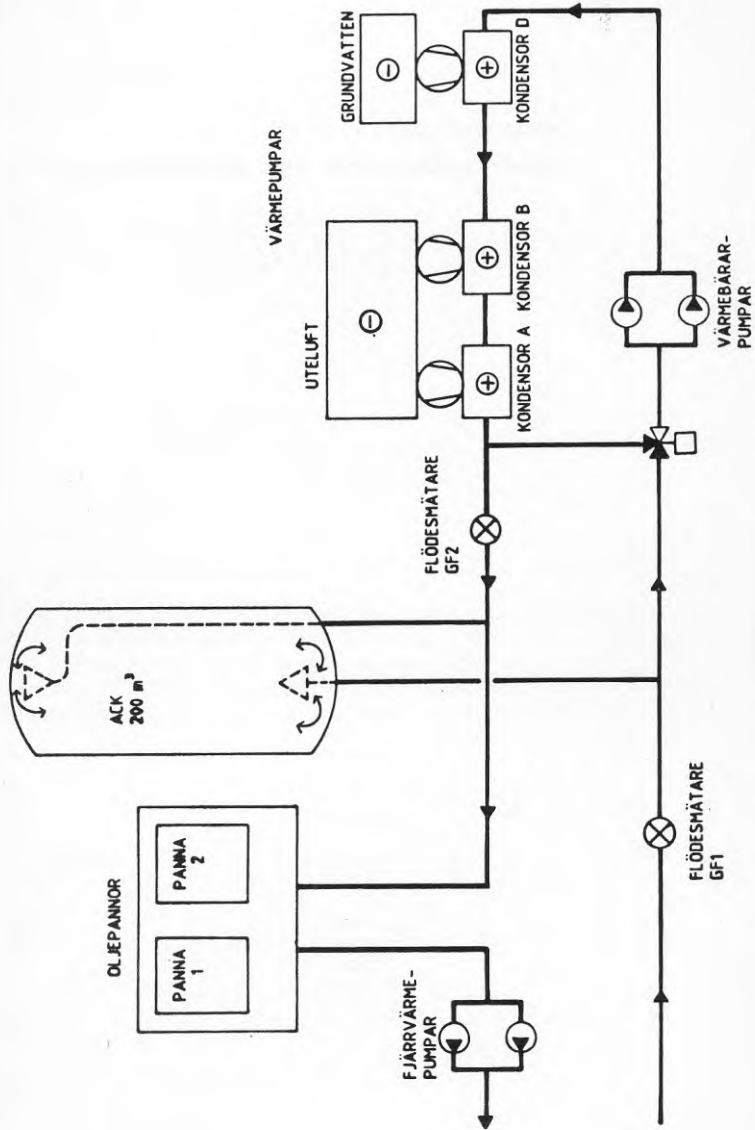 OLJEPANNOR
PANNA
1
PANNA
2
ACK
200 m³
VÄRMEPUMPAR
UTELUFT
GRUNDVATTEN
KONDENSOR A
KONDENSOR B
KONDENSOR D
FLÖDESMÄTARE
GF2
FJÄRRVÄRME-
PUMPAR
FLÖDESMÄTARE
GF1
VÄRMEBÄRAR-
PUMPAR